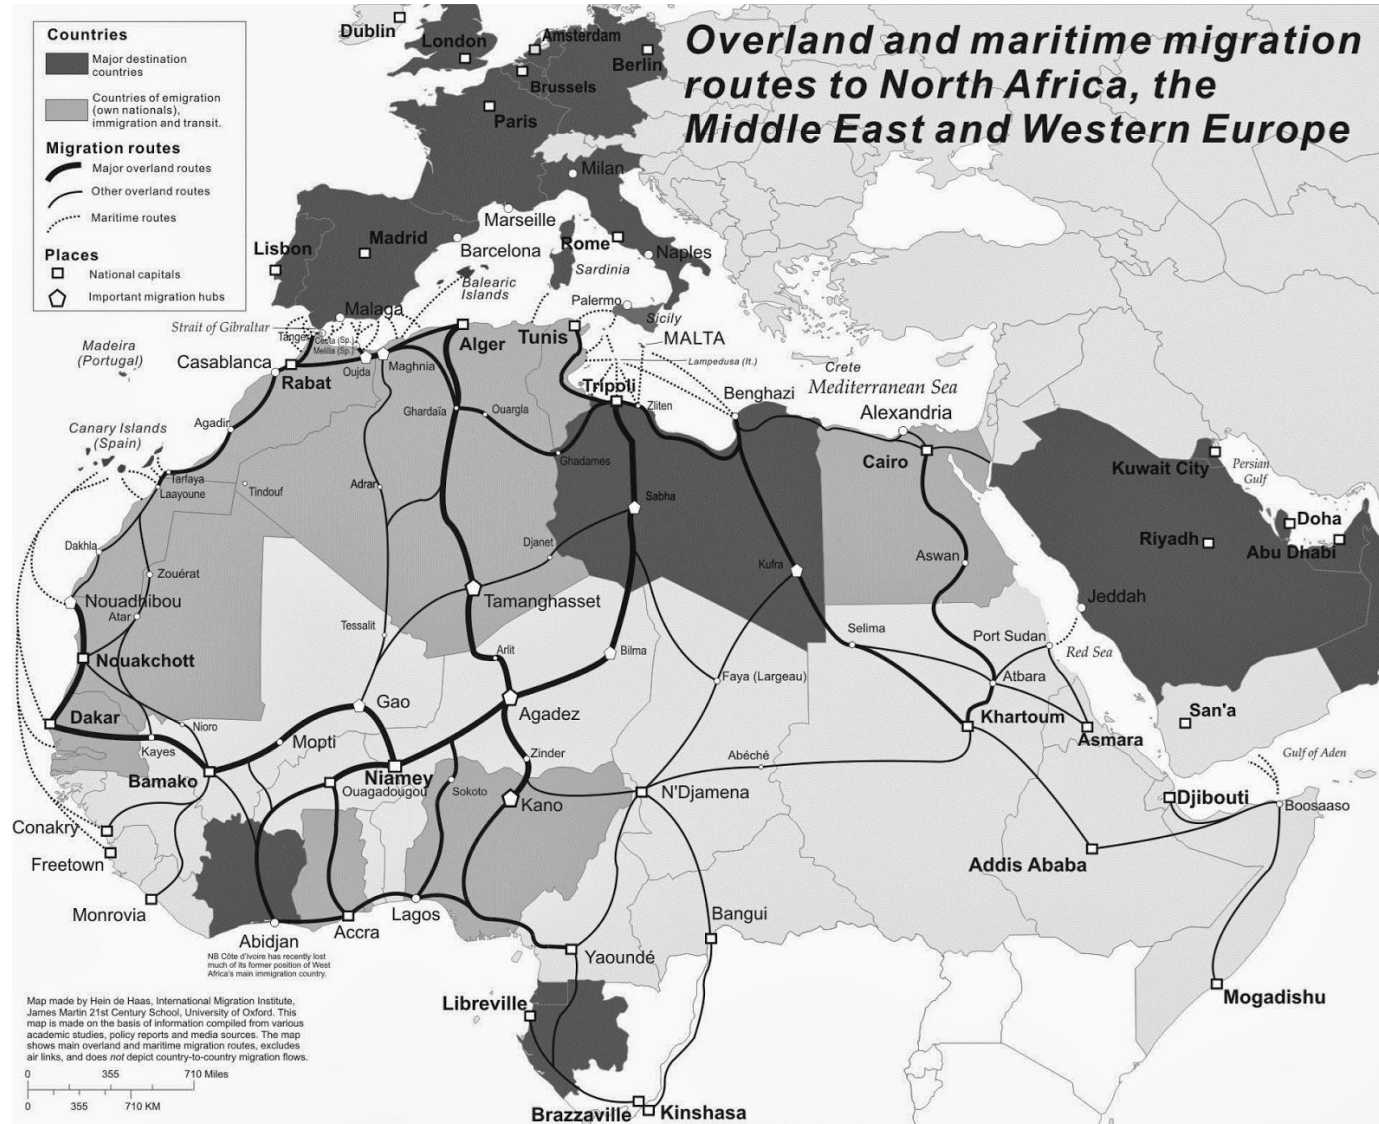 Overland and maritime migration
routes to North Africa, the
Middle East and Western Europe
Countries
Major destination
countries
Countries of emigration
(own nationals),
immigration and transit.
Migration routes
Major overland routes
Other overland routes
Maritime routes
Places
National capitals
Important migration hubs
Dublin
London
Amsterdam
Berlin
Brussels
Paris
Milan
Marseille
Lisbon
Madrid
Barcelona
Rome
Naples
Sardinia
Balearic
Islands
Palermo
Sicily
Malaga
Strait of Gibraltar
Tanger
Ceuta (Sp.)
Melilla (Sp.)
Alger
Tunis
MALTA
Madeira
(Portugal)
Casablanca
Rabat
Oujda
Maghnia
Lampedusa (It.)
Crete
Mediterranean Sea
Tripoli
Zliten
Benghazi
Alexandria
Ghardaïa
Ouargla
Agadir
Canary Islands
(Spain)
Ghadames
Cairo
Kuwait City
Persian
Gulf
Tarfaya
Laayoune
Tindouf
Adrar
Sabha
Doha
Riyadh
Abu Dhabi
Dakhla
Djanet
Aswan
Zouérat
Kufra
Nouadhibou
Atar
Tamanghasset
Jeddah
Tessalit
Selima
Port Sudan
Red Sea
Nouakchott
Arlit
Bilma
Faya (Largeau)
Atbara
Dakar
Gao
Agadez
Khartoum
San'a
Nioro
Asmara
Kayes
Mopti
Zinder
Abéché
Gulf of Aden
Bamako
Niamey
Ouagadougou
Sokoto
Kano
N'Djamena
Djibouti
Boosaaso
Conakry
Freetown
Addis Ababa
Monrovia
Lagos
Bangui
Accra
Abidjan
NB Côte d'Ivoire has recently lost
much of its former position of West
Africa's main immigration country.
Yaoundé
Libreville
Mogadishu
Map made by Hein de Haas, International Migration Institute,
James Martin 21st Century School, University of Oxford. This
map is made on the basis of information compiled from various
academic studies, policy reports and media sources. The map
shows main overland and maritime migration routes, excludes
air links, and does not depict country-to-country migration flows.
0 355 710 Miles
0 355 710 KM
Brazzaville
Kinshasa